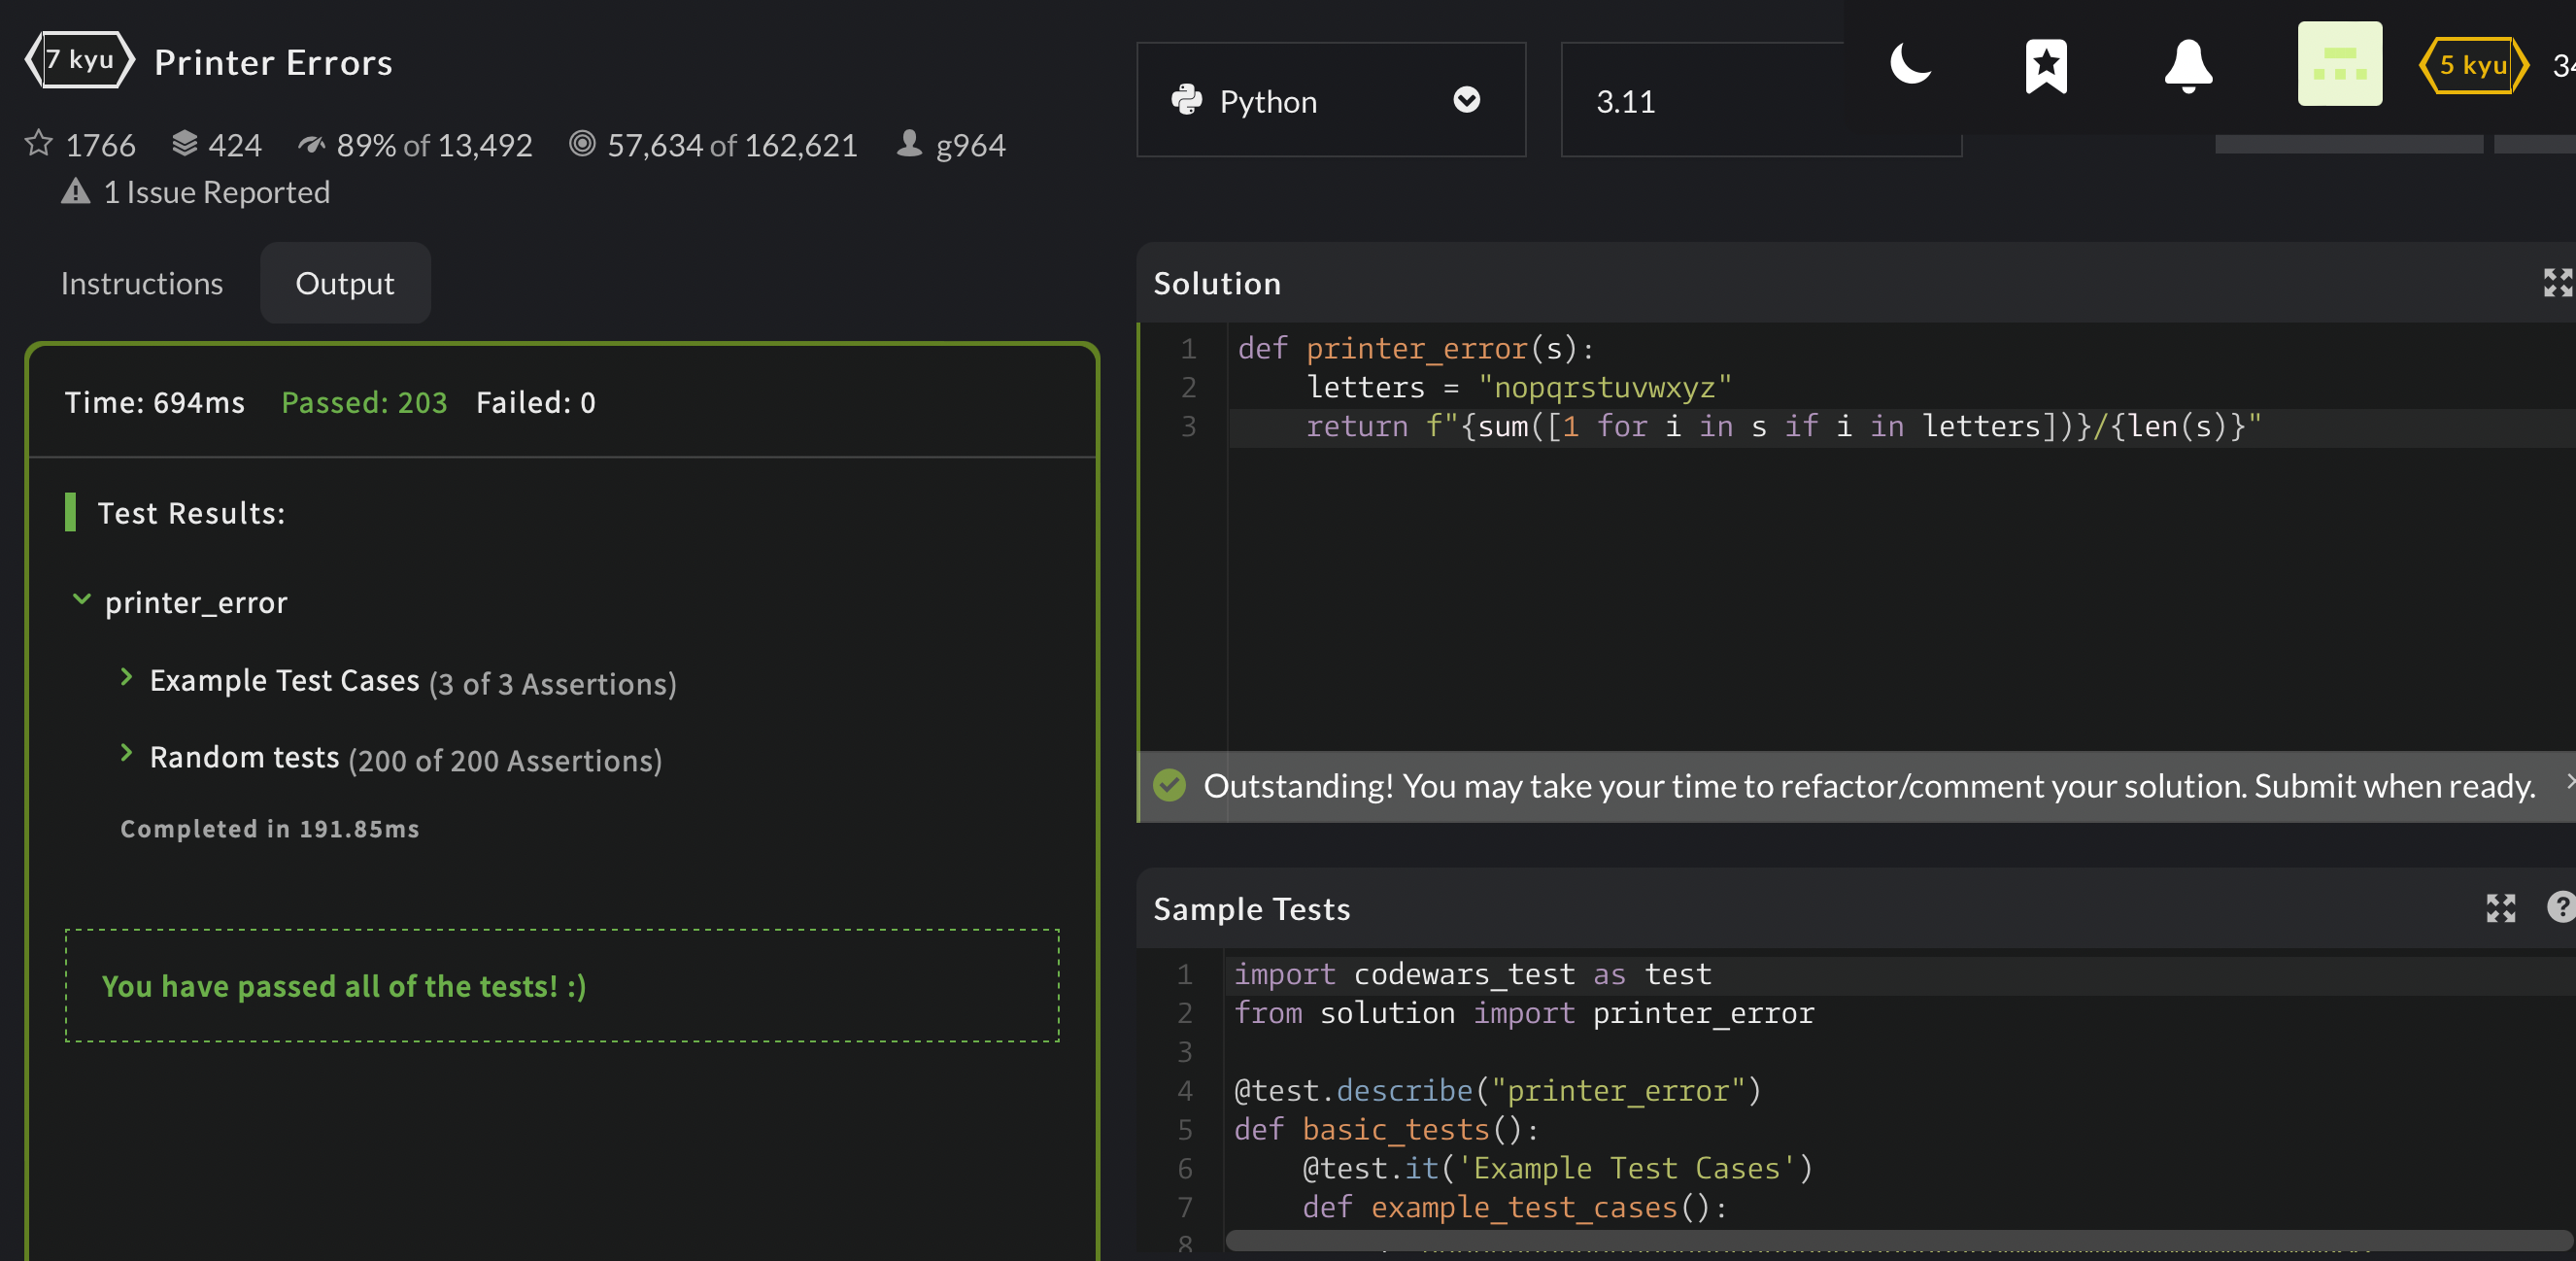 7 kyu Printer Errors
1766 424 89% of 13,492 57,634 of 162,621 g964
1 Issue Reported
Python
3.11
5 kyu
Instructions Output
Time: 694ms Passed: 203 Failed: 0
Test Results:
printer_error
Example Test Cases (3 of 3 Assertions)
Random tests (200 of 200 Assertions)
Completed in 191.85ms
You have passed all of the tests! :)
Solution
1 def printer_error(s):
2     letters = "nopqrstuvwxyz"
3     return f"{sum([1 for i in s if i in letters])}/{len(s)}"
Outstanding! You may take your time to refactor/comment your solution. Submit when ready.
Sample Tests
1 import codewars_test as test
2 from solution import printer_error
3
4 @test.describe("printer_error")
5 def basic_tests():
6     @test.it('Example Test Cases')
7     def example_test_cases():
8